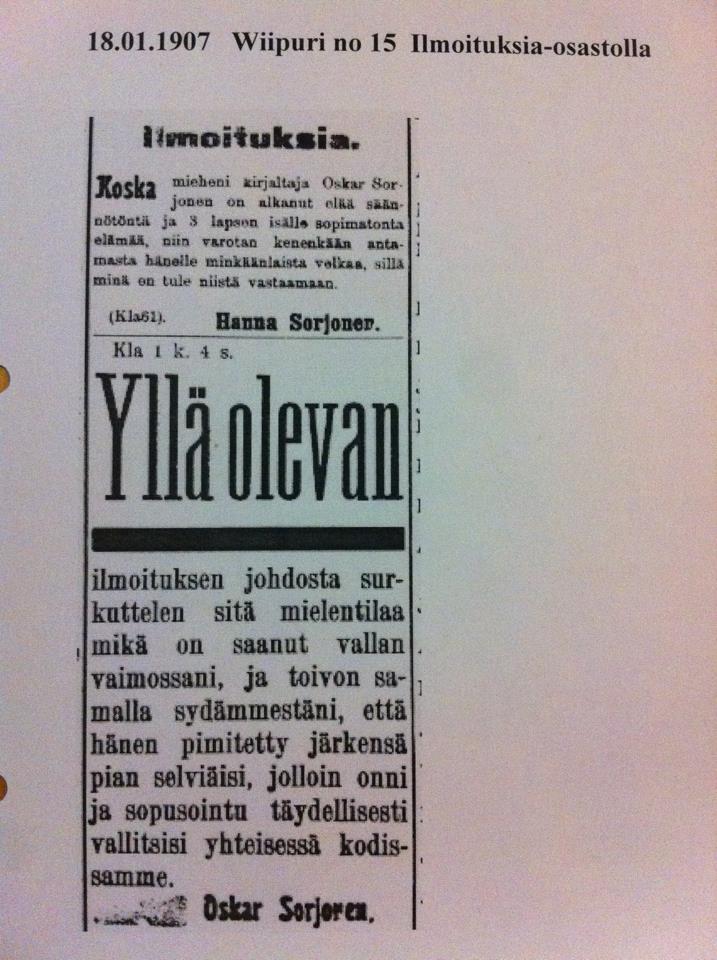 18.01.1907 Wiipuri no 15 Ilmoituksia-osastolla
Ilmoituksia.
Koska mieheni kirjaltaja Oskar Sor-
jonen on alkanut elää sään-
nötöntä ja 3 lapsen isälle sopimatonta
elämää, niin varotan kenenkään anta-
masta hänelle minkäänlaista velkaa, sillä
minä en tule niistä vastaamaan.
(Kla61). Hanna Sorjonen.
Kla 1 k. 4 s.
Yllä olevan
ilmoituksen johdosta sur-
kuttelen sitä mielentilaa
mikä on saanut vallan
vaimossani, ja toivon sa-
malla sydämmestäni, että
hänen pimitetty järkensä
pian selviäisi, jolloin onni
ja sopusointu täydellisesti
vallitsisi yhteisessä kodis-
samme.
Oskar Sorjonen.